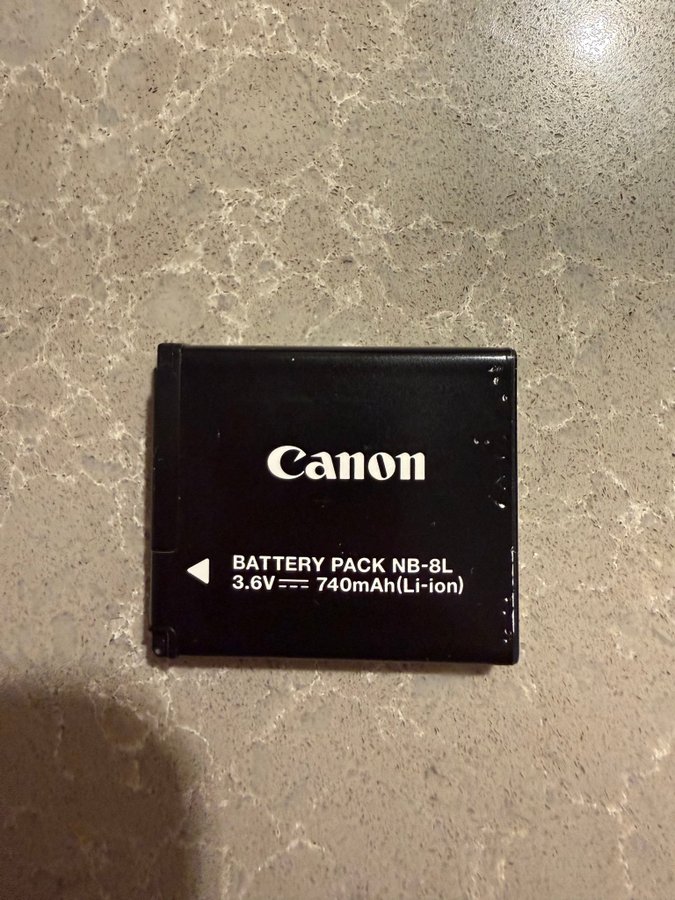 Canon
BATTERY PACK NB-8L
3.6V⎓ 740mAh(Li-ion)